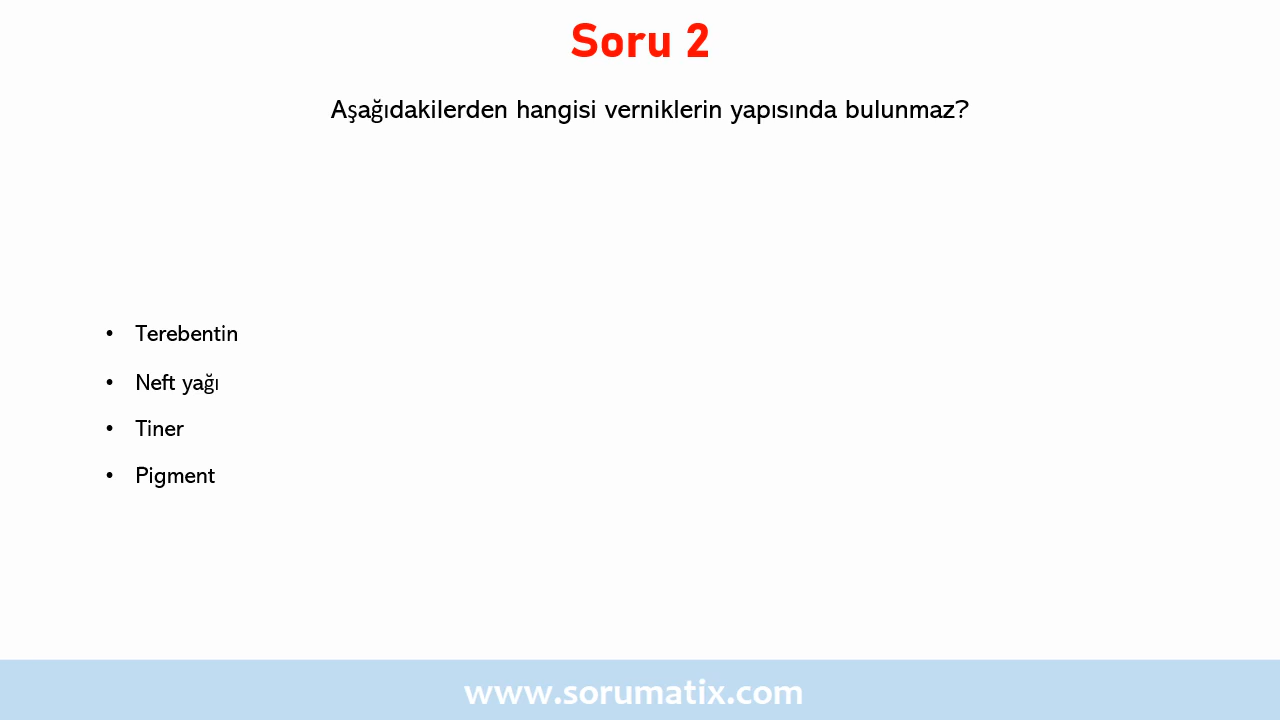 Soru 2
Aşağıdakilerden hangisi verniklerin yapısında bulunmaz?
• Terebentin
• Neft yağı
• Tiner
• Pigment
www.sorumatix.com